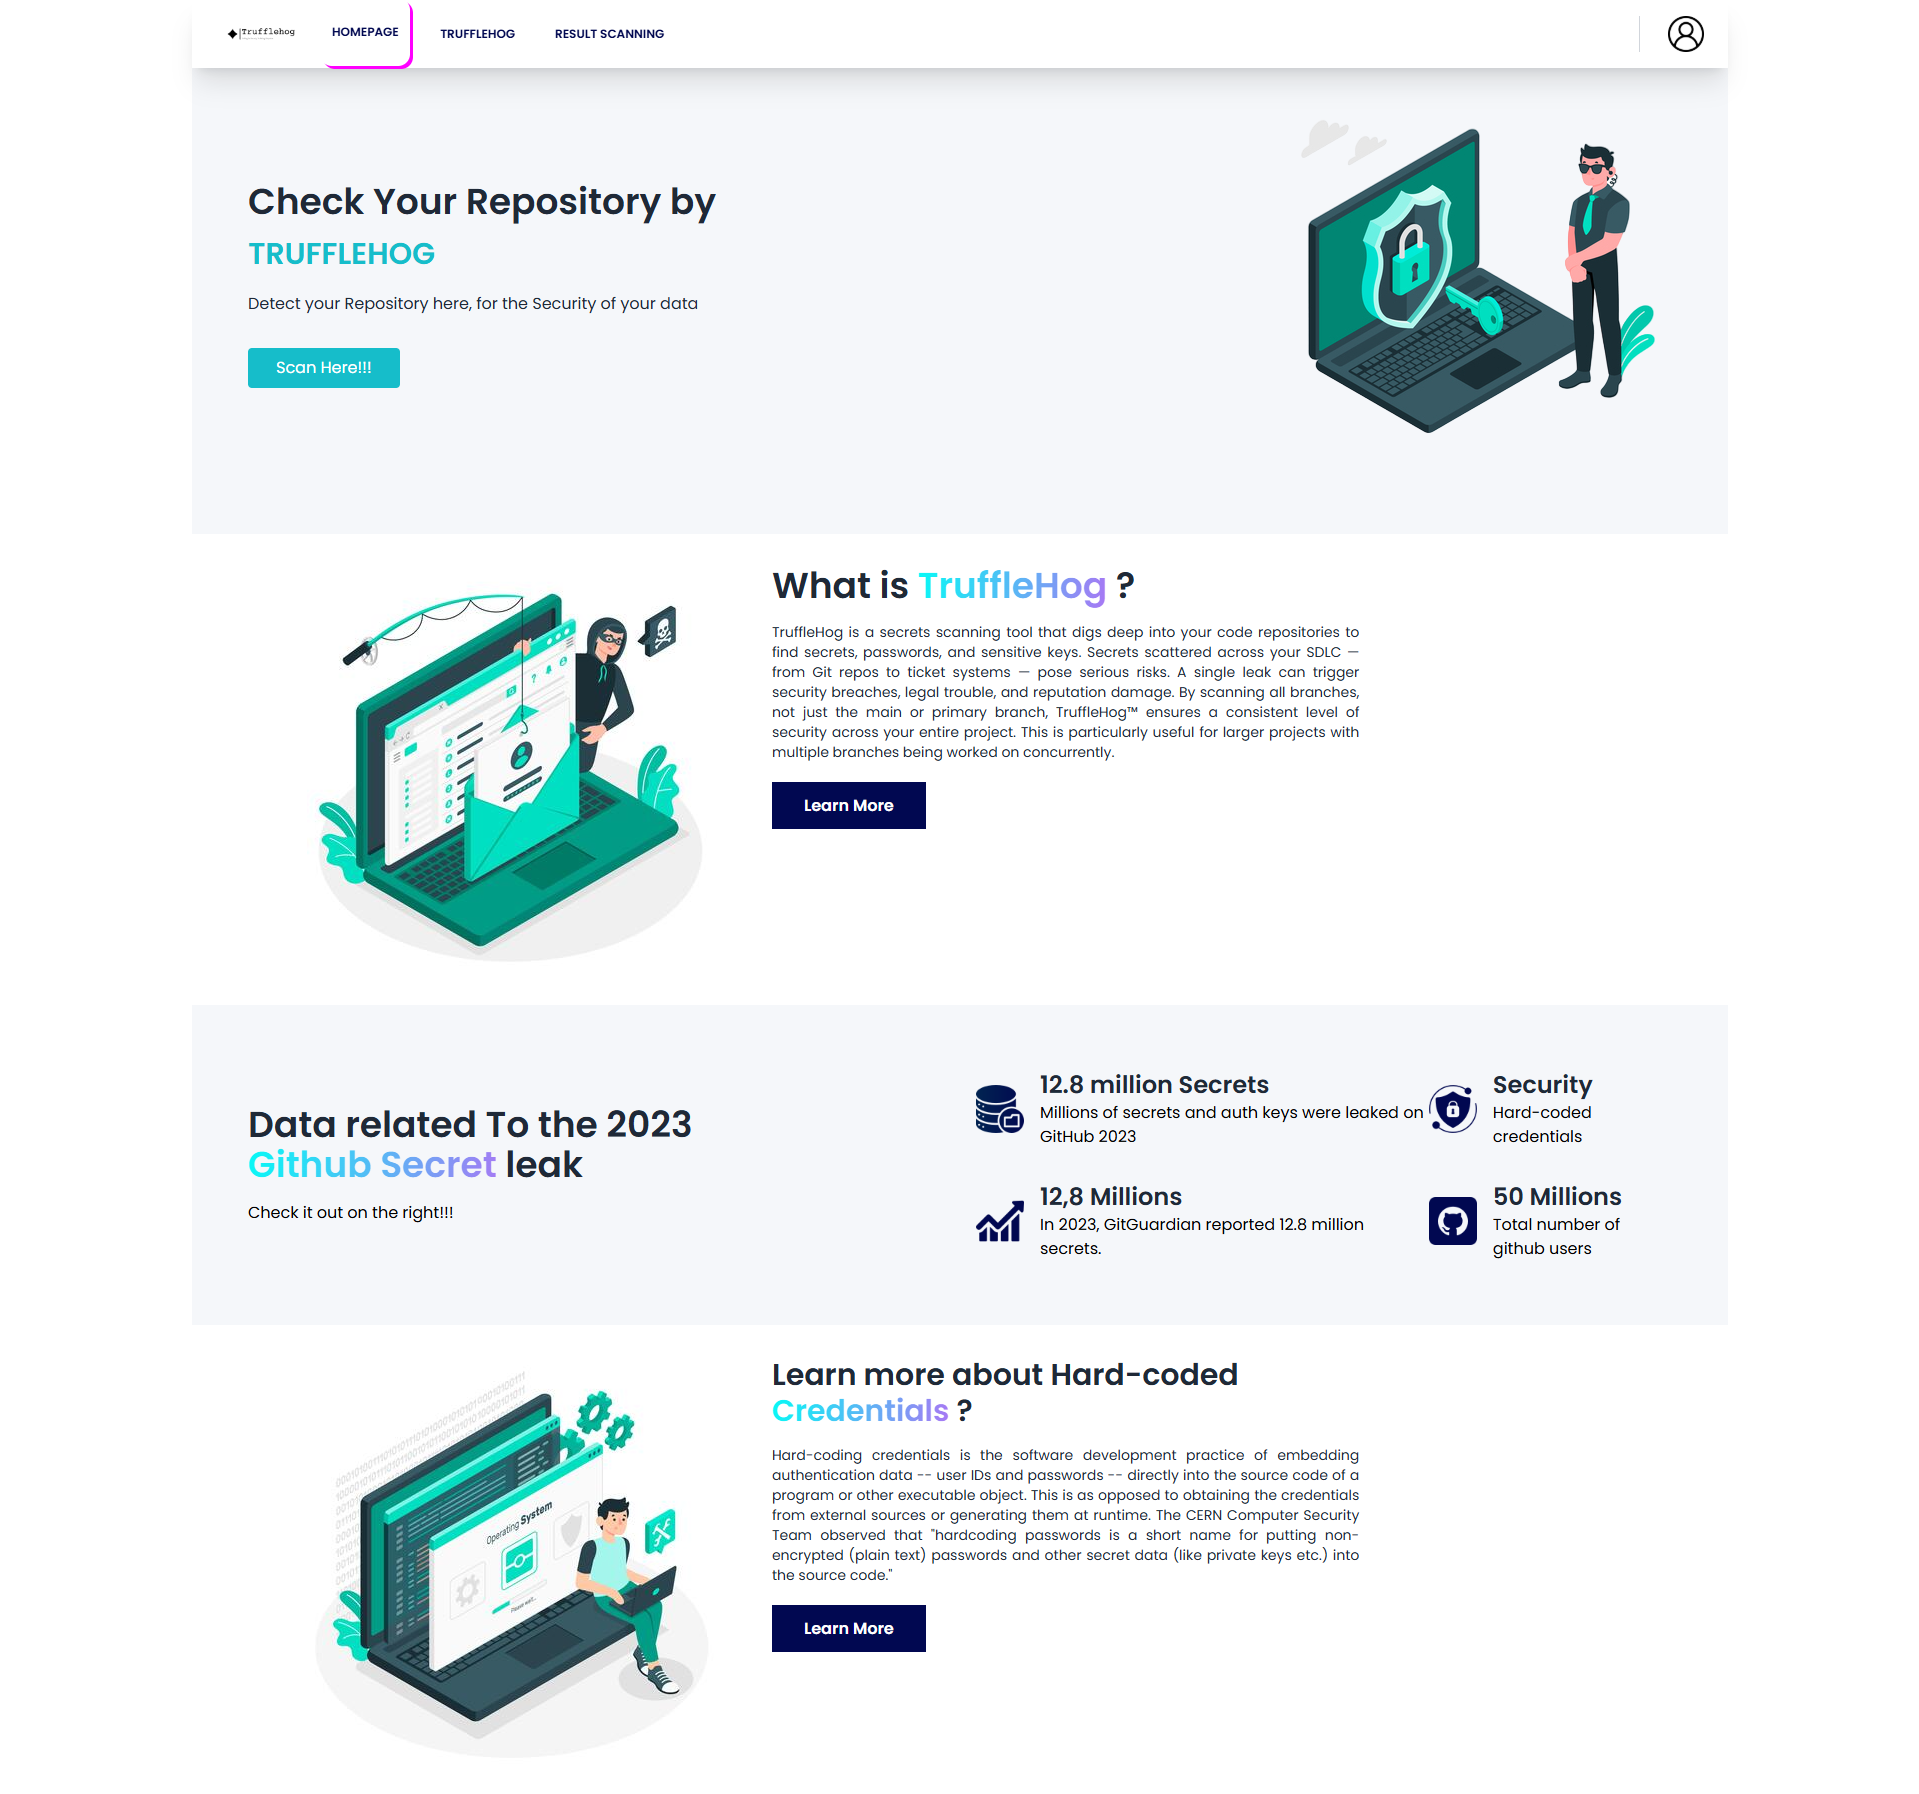 Trufflehog
HOMEPAGE
TRUFFLEHOG
RESULT SCANNING
Check Your Repository by
TRUFFLEHOG
Detect your Repository here, for the Security of your data
Scan Here!!!
What is TruffleHog ?
TruffleHog is a secrets scanning tool that digs deep into your code repositories to
find secrets, passwords, and sensitive keys. Secrets scattered across your SDLC —
from Git repos to ticket systems — pose serious risks. A single leak can trigger
security breaches, legal trouble, and reputation damage. By scanning all branches,
not just the main or primary branch, TruffleHog™ ensures a consistent level of
security across your entire project. This is particularly useful for larger projects with
multiple branches being worked on concurrently.
Learn More
Data related To the 2023
Github Secret leak
Check it out on the right!!!
12.8 million Secrets
Millions of secrets and auth keys were leaked on
GitHub 2023
Security
Hard-coded
credentials
12,8 Millions
In 2023, GitGuardian reported 12.8 million
secrets.
50 Millions
Total number of
github users
Operating System
Please wait...
Learn more about Hard-coded
Credentials ?
Hard-coding credentials is the software development practice of embedding
authentication data -- user IDs and passwords -- directly into the source code of a
program or other executable object. This is as opposed to obtaining the credentials
from external sources or generating them at runtime. The CERN Computer Security
Team observed that "hardcoding passwords is a short name for putting non-
encrypted (plain text) passwords and other secret data (like private keys etc.) into
the source code."
Learn More